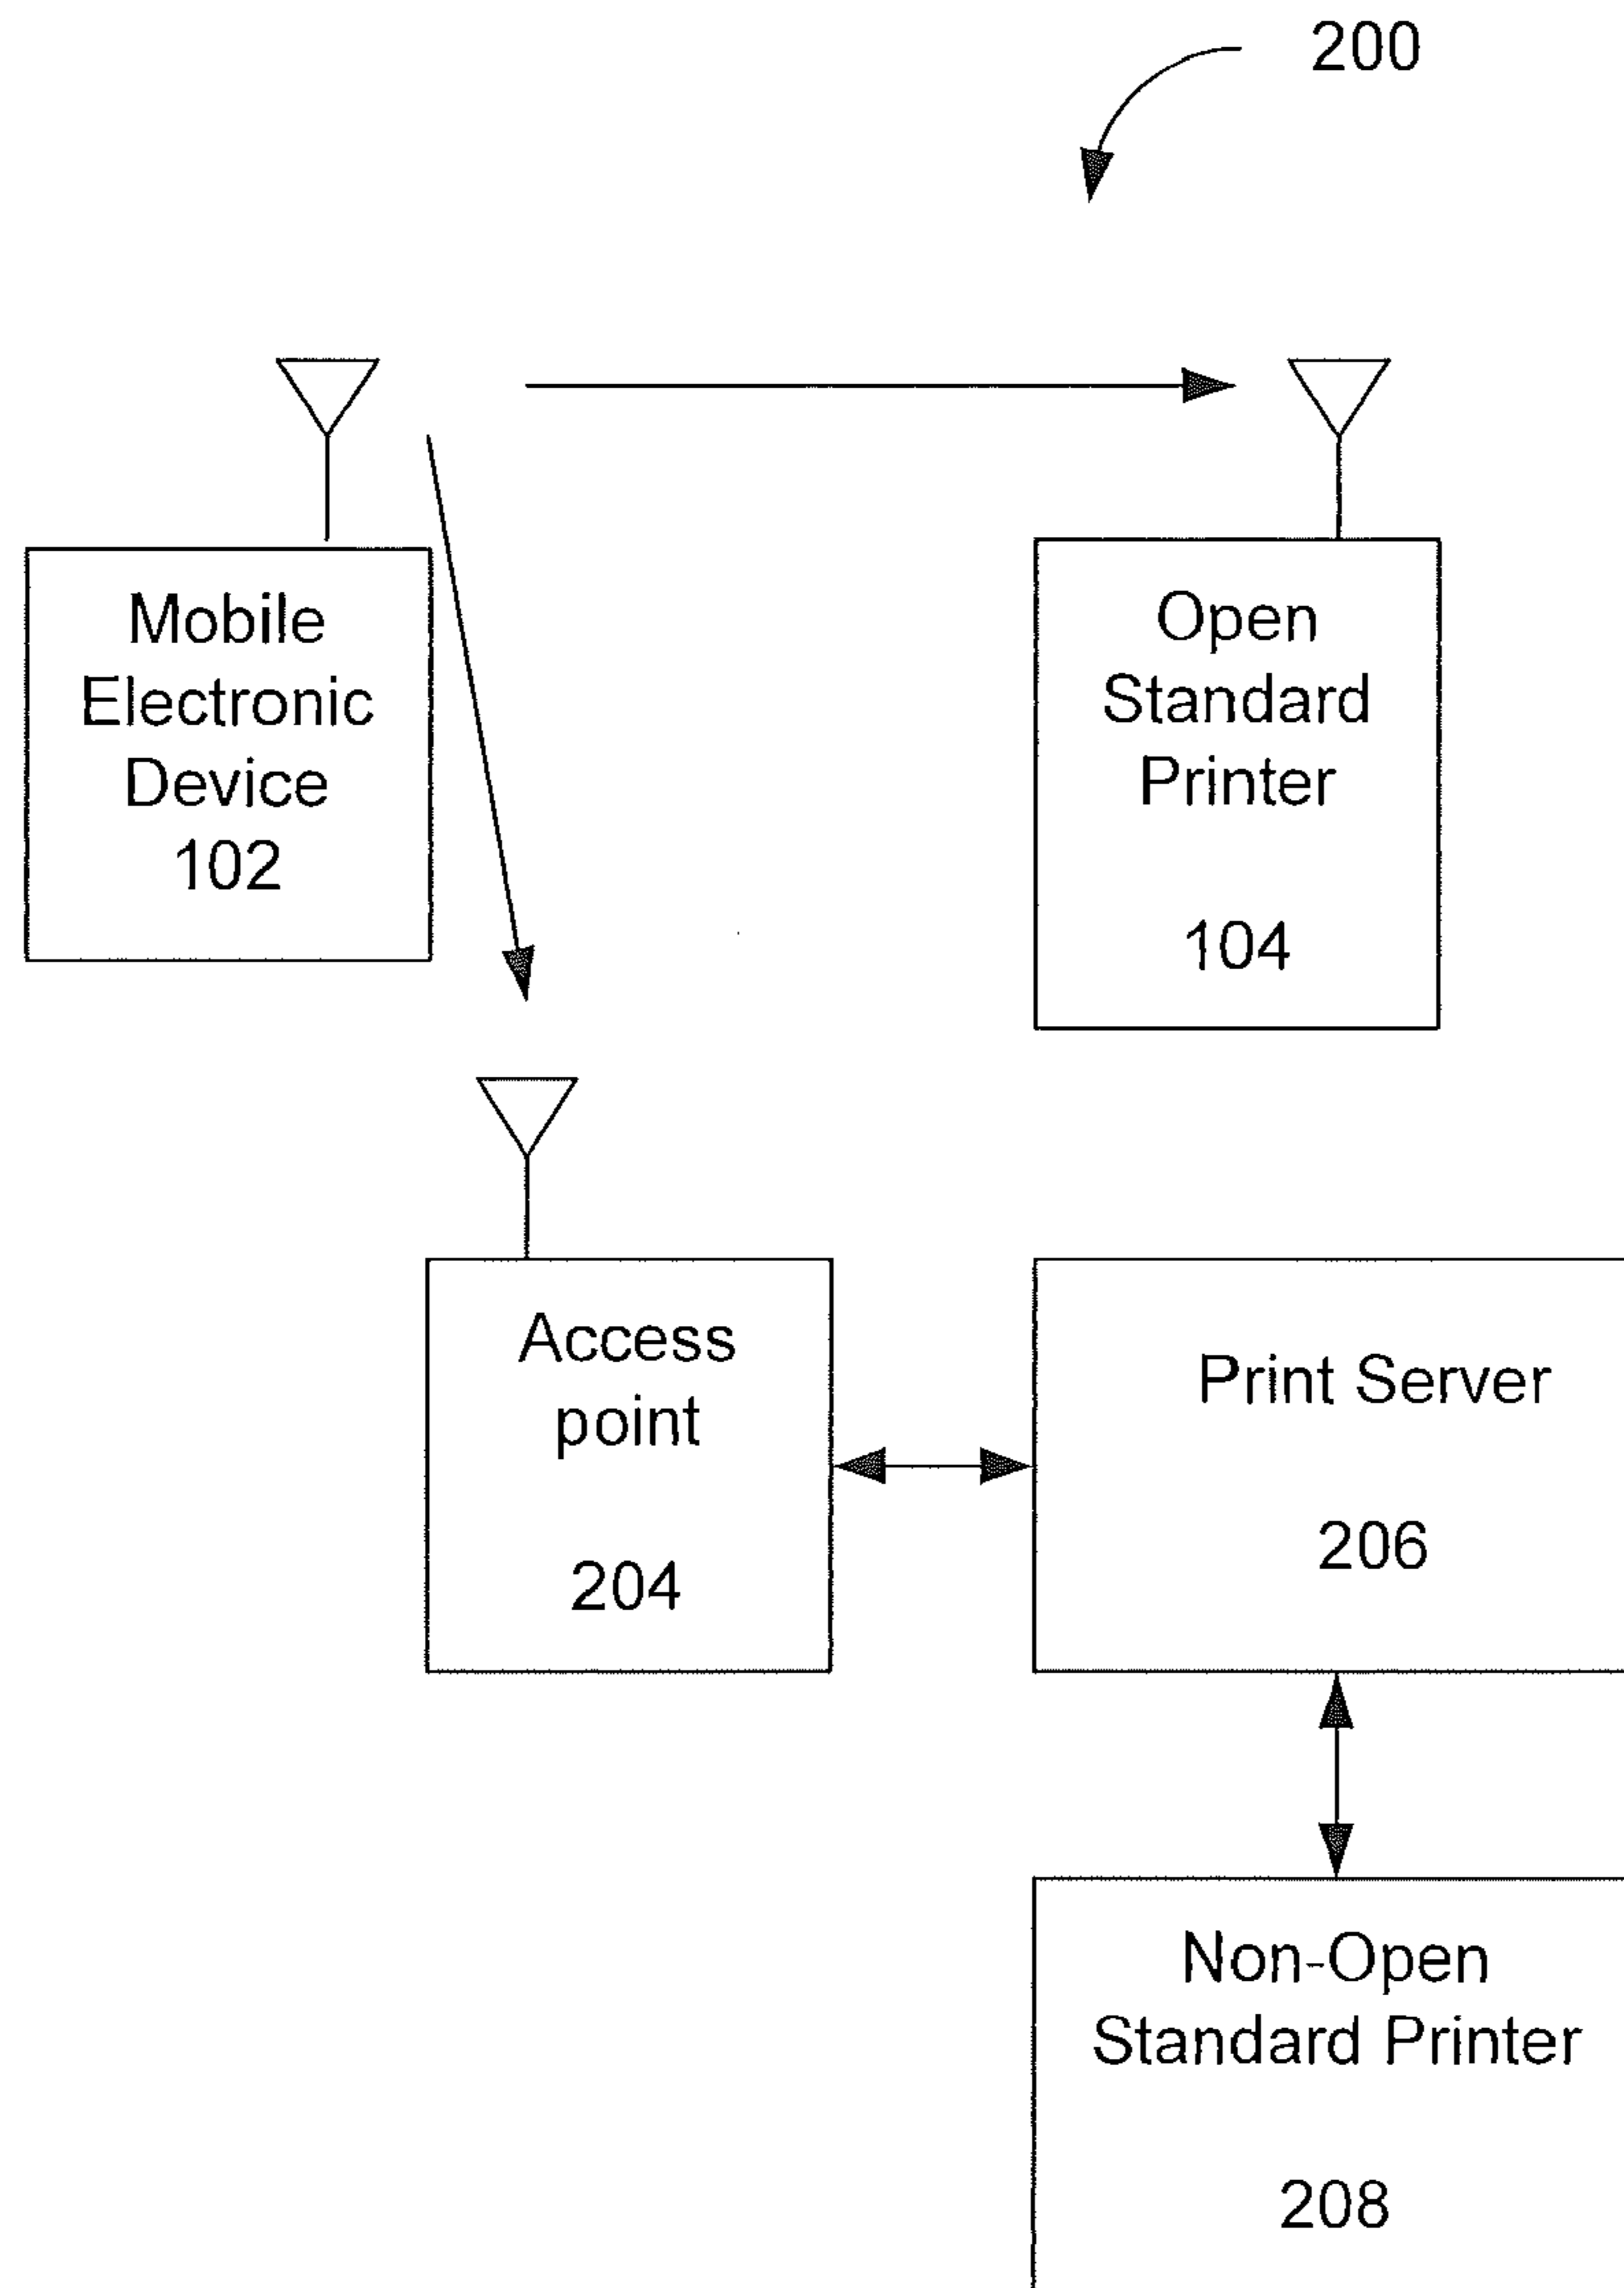 200
Mobile
Electronic
Device
102
Open
Standard
Printer
104
Access
point
204
Print Server
206
Non-Open
Standard Printer
208